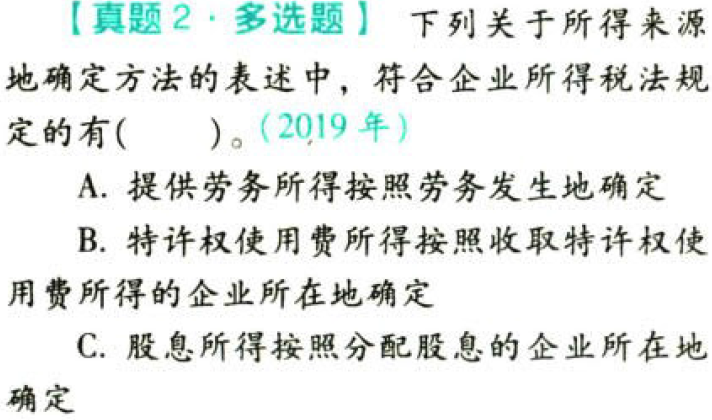 【真题2·多选题】 下列关于所得来源
地确定方法的表述中，符合企业所得税法规
定的有(  )。(2019年)
A. 提供劳务所得按照劳务发生地确定
B. 特许权使用费所得按照收取特许权使
用费所得的企业所在地确定
C. 股息所得按照分配股息的企业所在地
确定